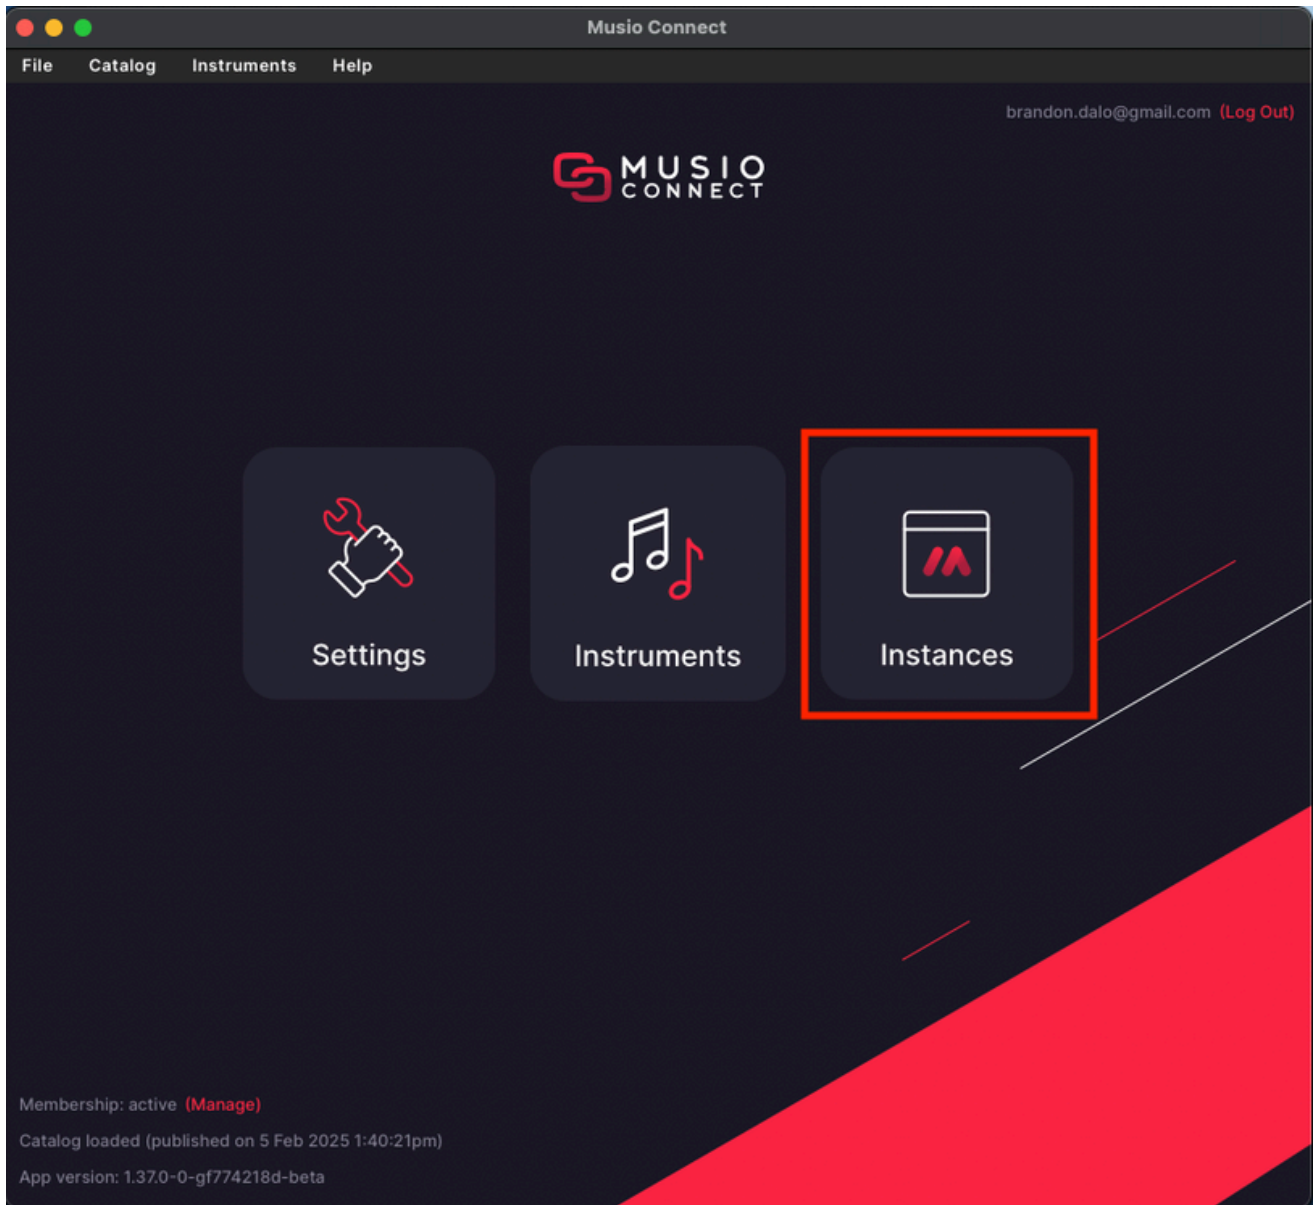 Musio Connect
File Catalog Instruments Help
brandon.dalo@gmail.com (Log Out)
MUSIO
CONNECT
Settings Instruments Instances
Membership: active (Manage)
Catalog loaded (published on 5 Feb 2025 1:40:21pm)
App version: 1.37.0-0-gf774218d-beta